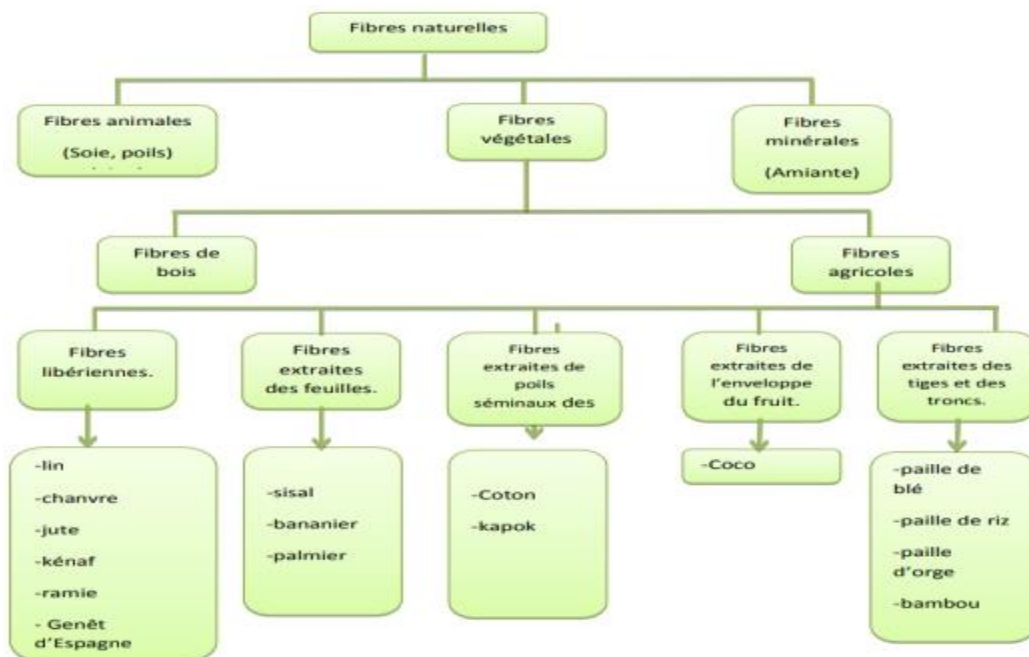 Fibres naturelles
Fibres animales
(Soie, poils)
Fibres
végétales
Fibres
minérales
(Amiante)
Fibres de
bois
Fibres
agricoles
Fibres
libériennes.
Fibres
extraites
des feuilles.
Fibres
extraites de
poils
séminaux des
Fibres
extraites de
l'enveloppe
du fruit.
Fibres
extraites des
tiges et des
troncs.
-lin
-chanvre
-jute
-kénaf
-ramie
- Genêt
d'Espagne
-sisal
-bananier
-palmier
-Coton
-kapok
-Coco
-paille de
blé
-paille de riz
-paille
d'orge
-bambou